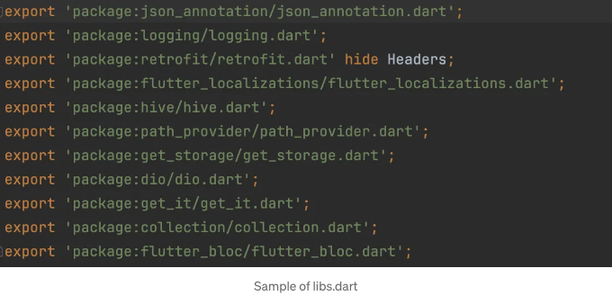 export 'package:json_annotation/json_annotation.dart';
export 'package:logging/logging.dart';
export 'package:retrofit/retrofit.dart' hide Headers;
export 'package:flutter_localizations/flutter_localizations.dart';
export 'package:hive/hive.dart';
export 'package:path_provider/path_provider.dart';
export 'package:get_storage/get_storage.dart';
export 'package:dio/dio.dart';
export 'package:get_it/get_it.dart';
export 'package:collection/collection.dart';
export 'package:flutter_bloc/flutter_bloc.dart';
Sample of libs.dart